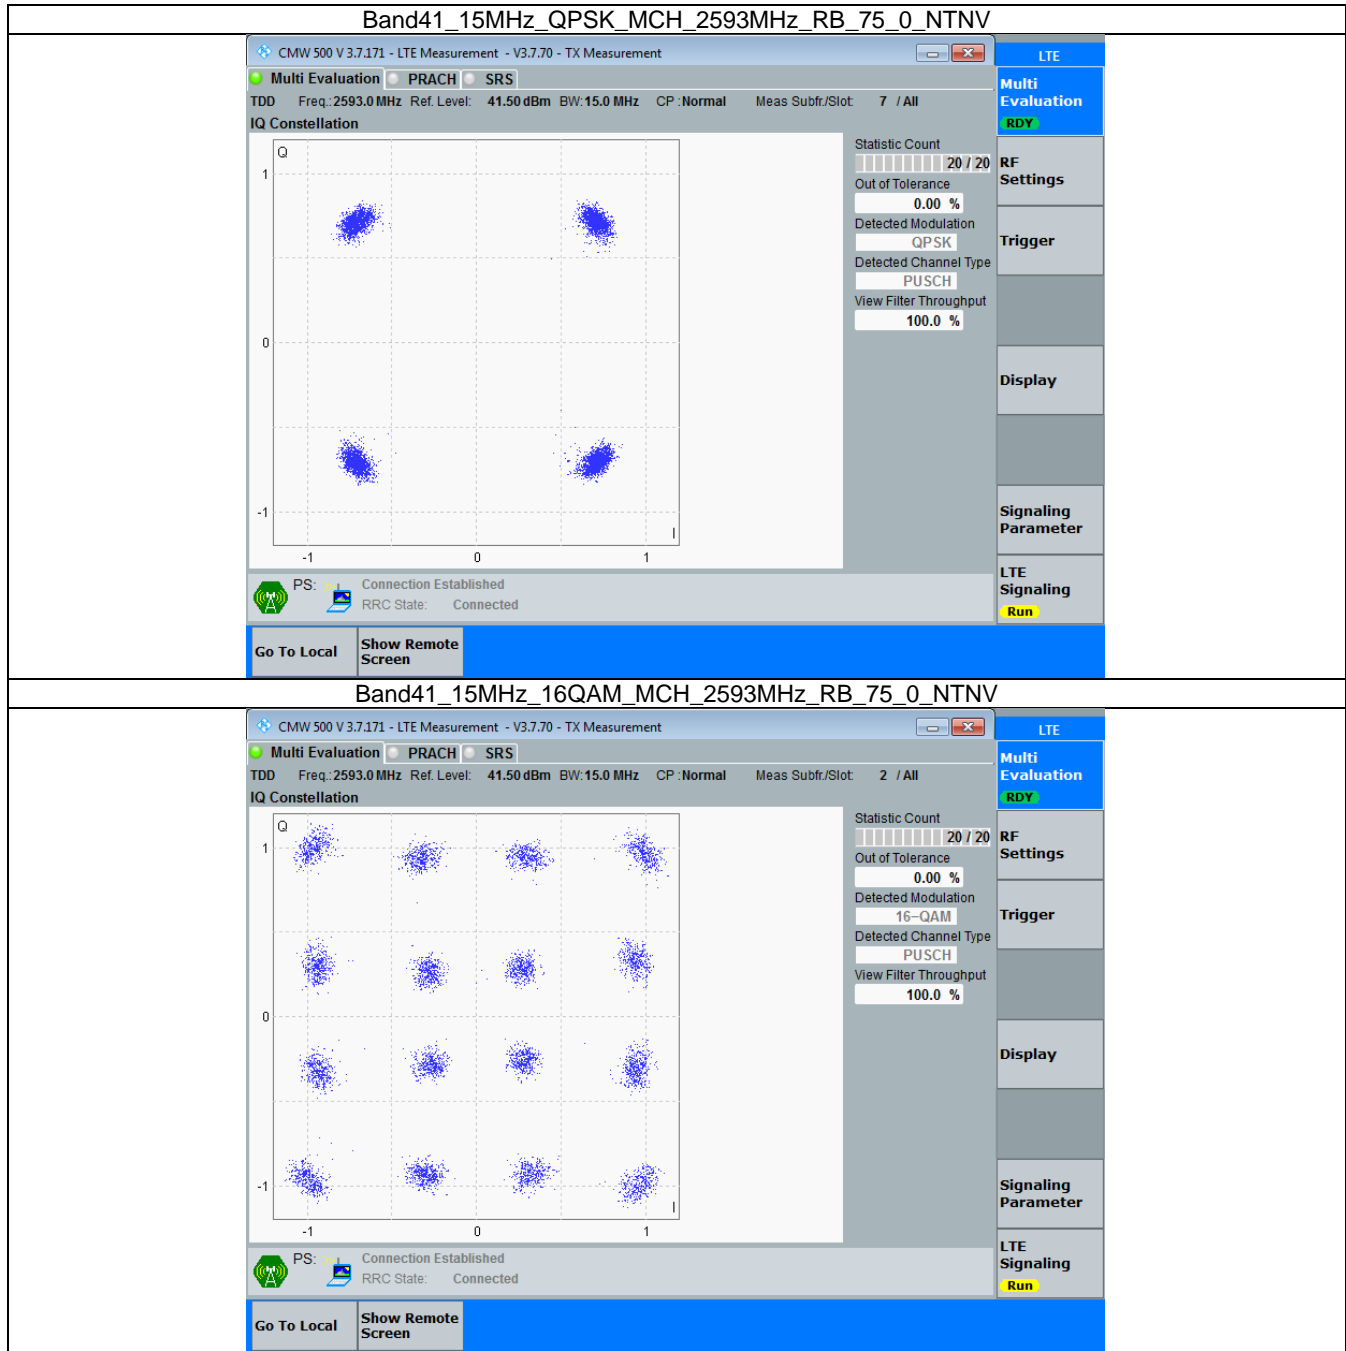 Band41_15MHz_QPSK_MCH_2593MHz_RB_75_0_NTNV
CMW 500 V 3.7.171 - LTE Measurement - V3.7.70 - TX Measurement
LTE
Multi Evaluation PRACH SRS
TDD Freq.: 2593.0 MHz Ref. Level: 41.50 dBm BW: 15.0 MHz CP : Normal Meas Subfr./Slot: 7 / All
IQ Constellation
Q
1
0
-1
I
-1 0 1
Statistic Count
20 / 20
Out of Tolerance
0.00 %
Detected Modulation
QPSK
Detected Channel Type
PUSCH
View Filter Throughput
100.0 %
Multi
Evaluation
RDY
RF
Settings
Trigger
Display
Signaling
Parameter
LTE
Signaling
Run
PS: Connection Established
RRC State: Connected
Go To Local
Show Remote
Screen
Band41_15MHz_16QAM_MCH_2593MHz_RB_75_0_NTNV
CMW 500 V 3.7.171 - LTE Measurement - V3.7.70 - TX Measurement
LTE
Multi Evaluation PRACH SRS
TDD Freq.: 2593.0 MHz Ref. Level: 41.50 dBm BW: 15.0 MHz CP : Normal Meas Subfr./Slot: 2 / All
IQ Constellation
Q
1
0
-1
I
-1 0 1
Statistic Count
20 / 20
Out of Tolerance
0.00 %
Detected Modulation
16-QAM
Detected Channel Type
PUSCH
View Filter Throughput
100.0 %
Multi
Evaluation
RDY
RF
Settings
Trigger
Display
Signaling
Parameter
LTE
Signaling
Run
PS: Connection Established
RRC State: Connected
Go To Local
Show Remote
Screen